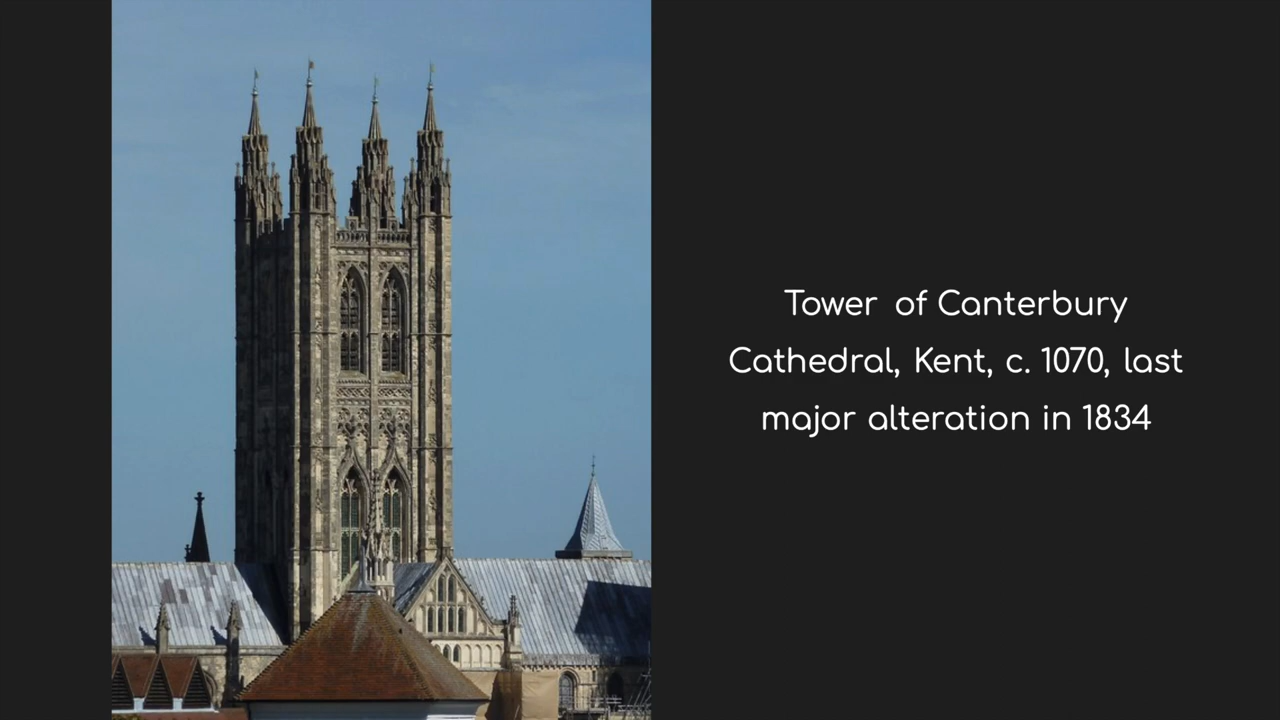 Tower of Canterbury
Cathedral, Kent, c. 1070, last
major alteration in 1834